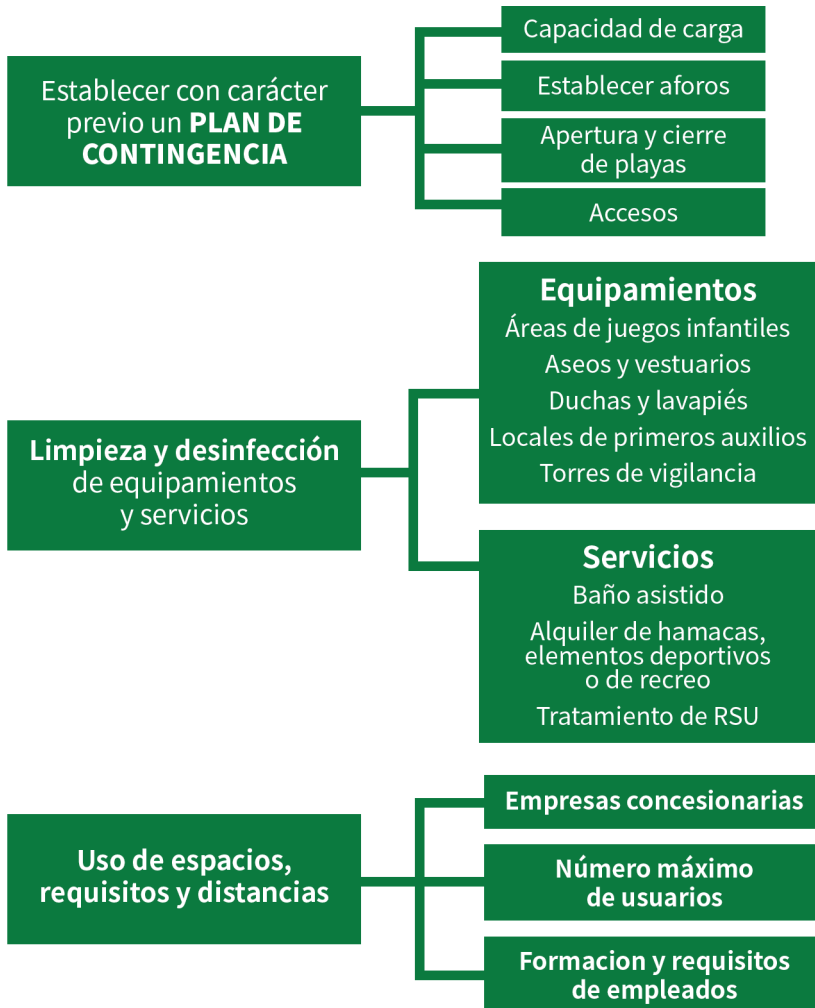 Establecer con carácter
previo un PLAN DE
CONTINGENCIA
Capacidad de carga
Establecer aforos
Apertura y cierre
de playas
Accesos
Limpieza y desinfección
de equipamientos
y servicios
Equipamientos
Áreas de juegos infantiles
Aseos y vestuarios
Duchas y lavapiés
Locales de primeros auxilios
Torres de vigilancia
Servicios
Baño asistido
Alquiler de hamacas,
elementos deportivos
o de recreo
Tratamiento de RSU
Uso de espacios,
requisitos y distancias
Empresas concesionarias
Número máximo
de usuarios
Formacion y requisitos
de empleados